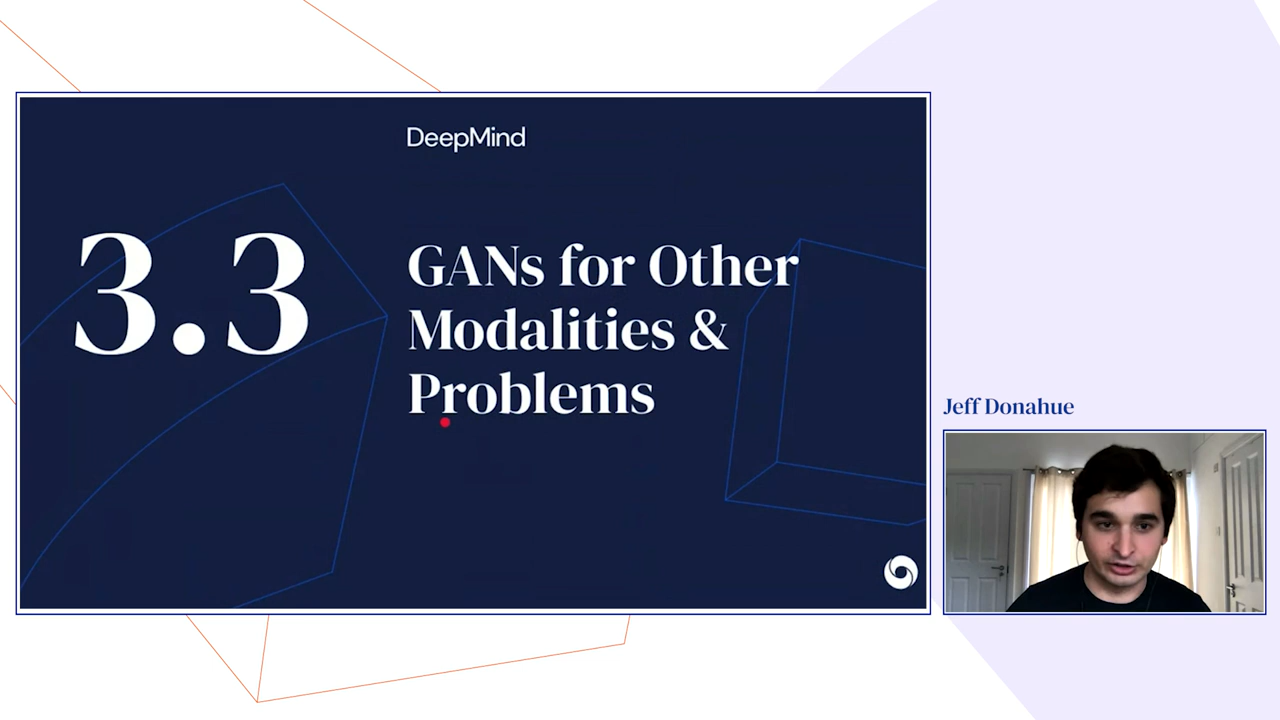 DeepMind
3.3
GANs for Other
Modalities &
Problems
Jeff Donahue